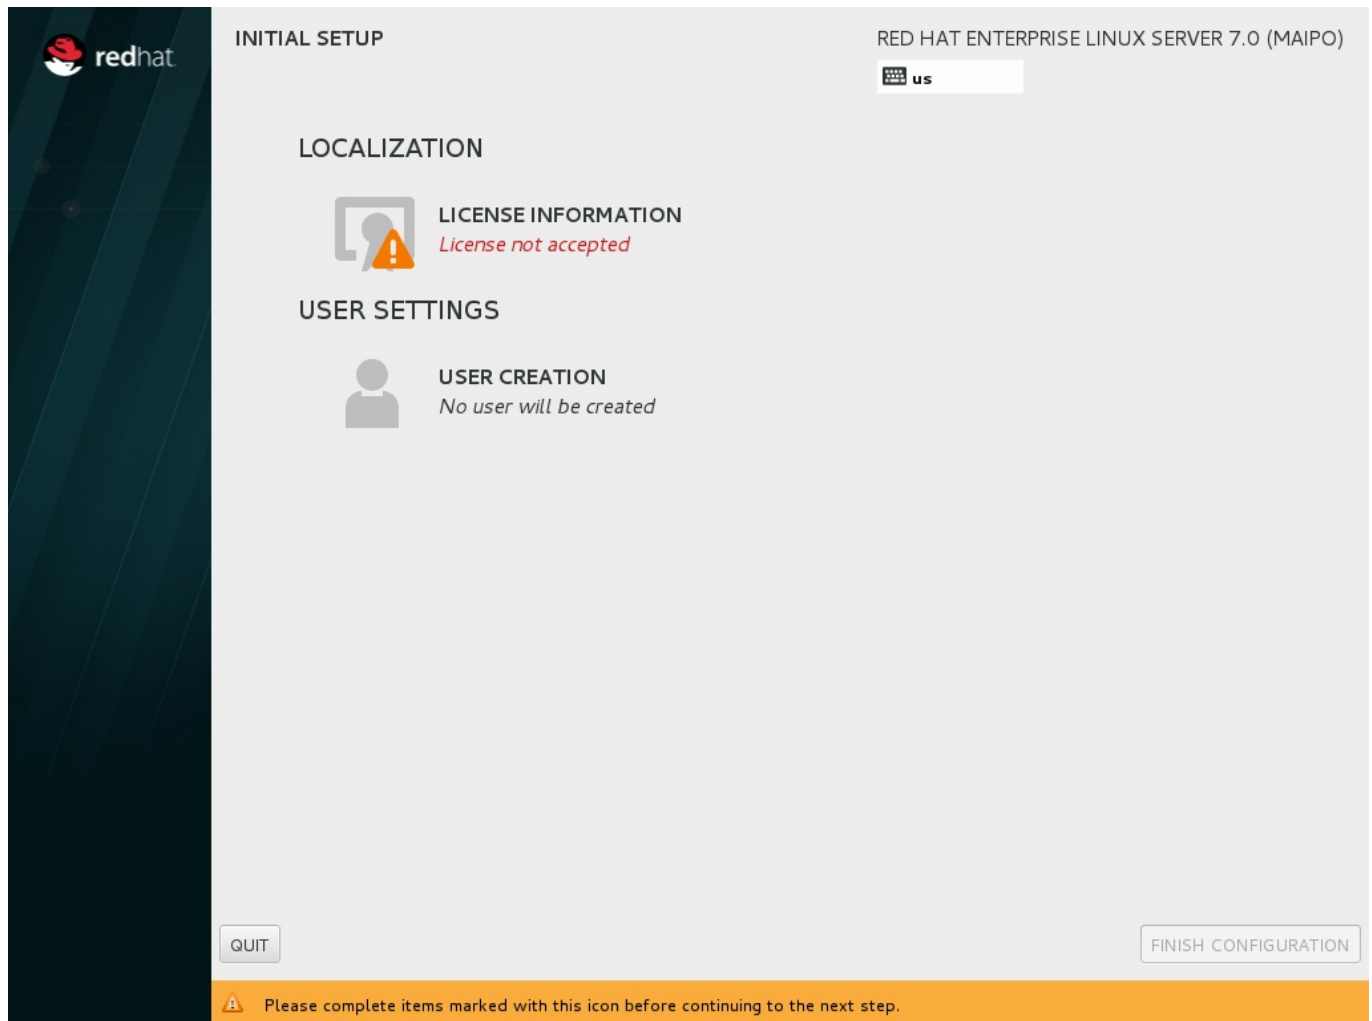 redhat
INITIAL SETUP
RED HAT ENTERPRISE LINUX SERVER 7.0 (MAIPO)
us
LOCALIZATION
LICENSE INFORMATION
License not accepted
USER SETTINGS
USER CREATION
No user will be created
QUIT
FINISH CONFIGURATION
Please complete items marked with this icon before continuing to the next step.